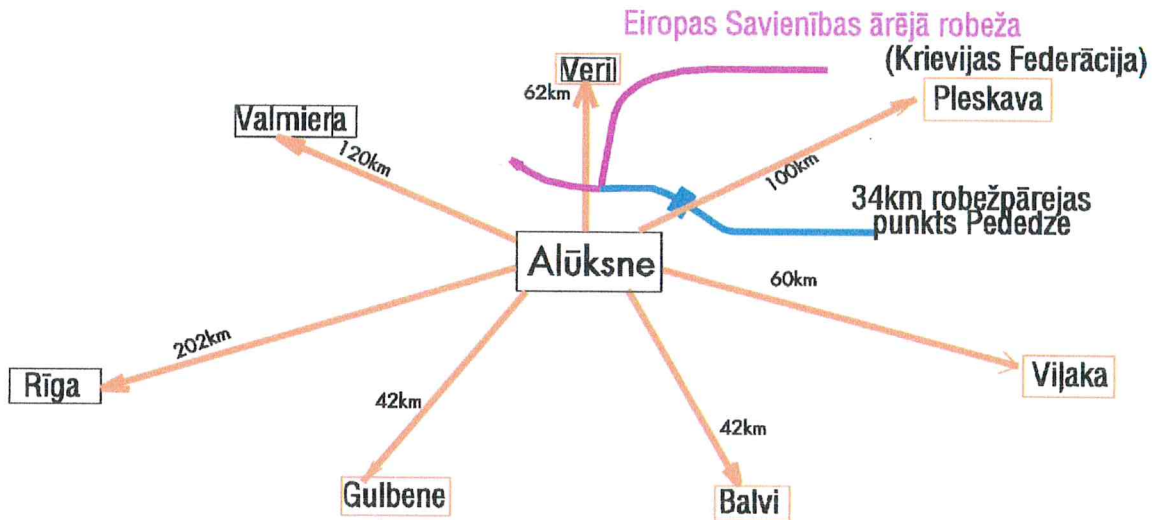 Eiropas Savienības ārējā robeža
(Krievijas Federācija)
Veri
62km
Pleskava
Valmiera
120km
100km
34km robežpārejas
punkts Pededze
Alūksne
60km
202km
Rīga
Viļaka
42km
42km
Gulbene
Balvi